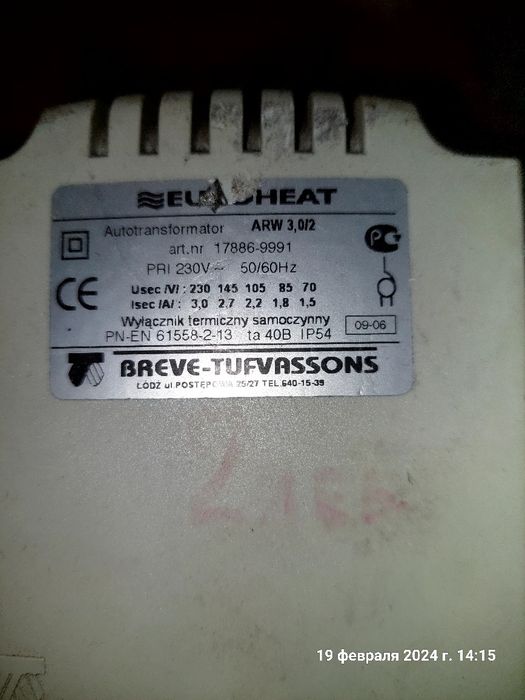 EUROHEAT
Autotransformator ARW 3,0/2
art.nr 17886-9991
PRI 230V~ 50/60Hz
Usec /V/ : 230 145 105 85 70
Isec /A/ : 3,0 2.7 2,2 1,8 1,5
Wyłącznik termiczny samoczynny
PN-EN 61558-2-13 ta 40B IP54
09-06
CE
PC
BREVE-TUFVASSONS
ŁÓDŹ ul.POSTĘPOWA 25/27 TEL.640-15-39
19 февраля 2024 г. 14:15